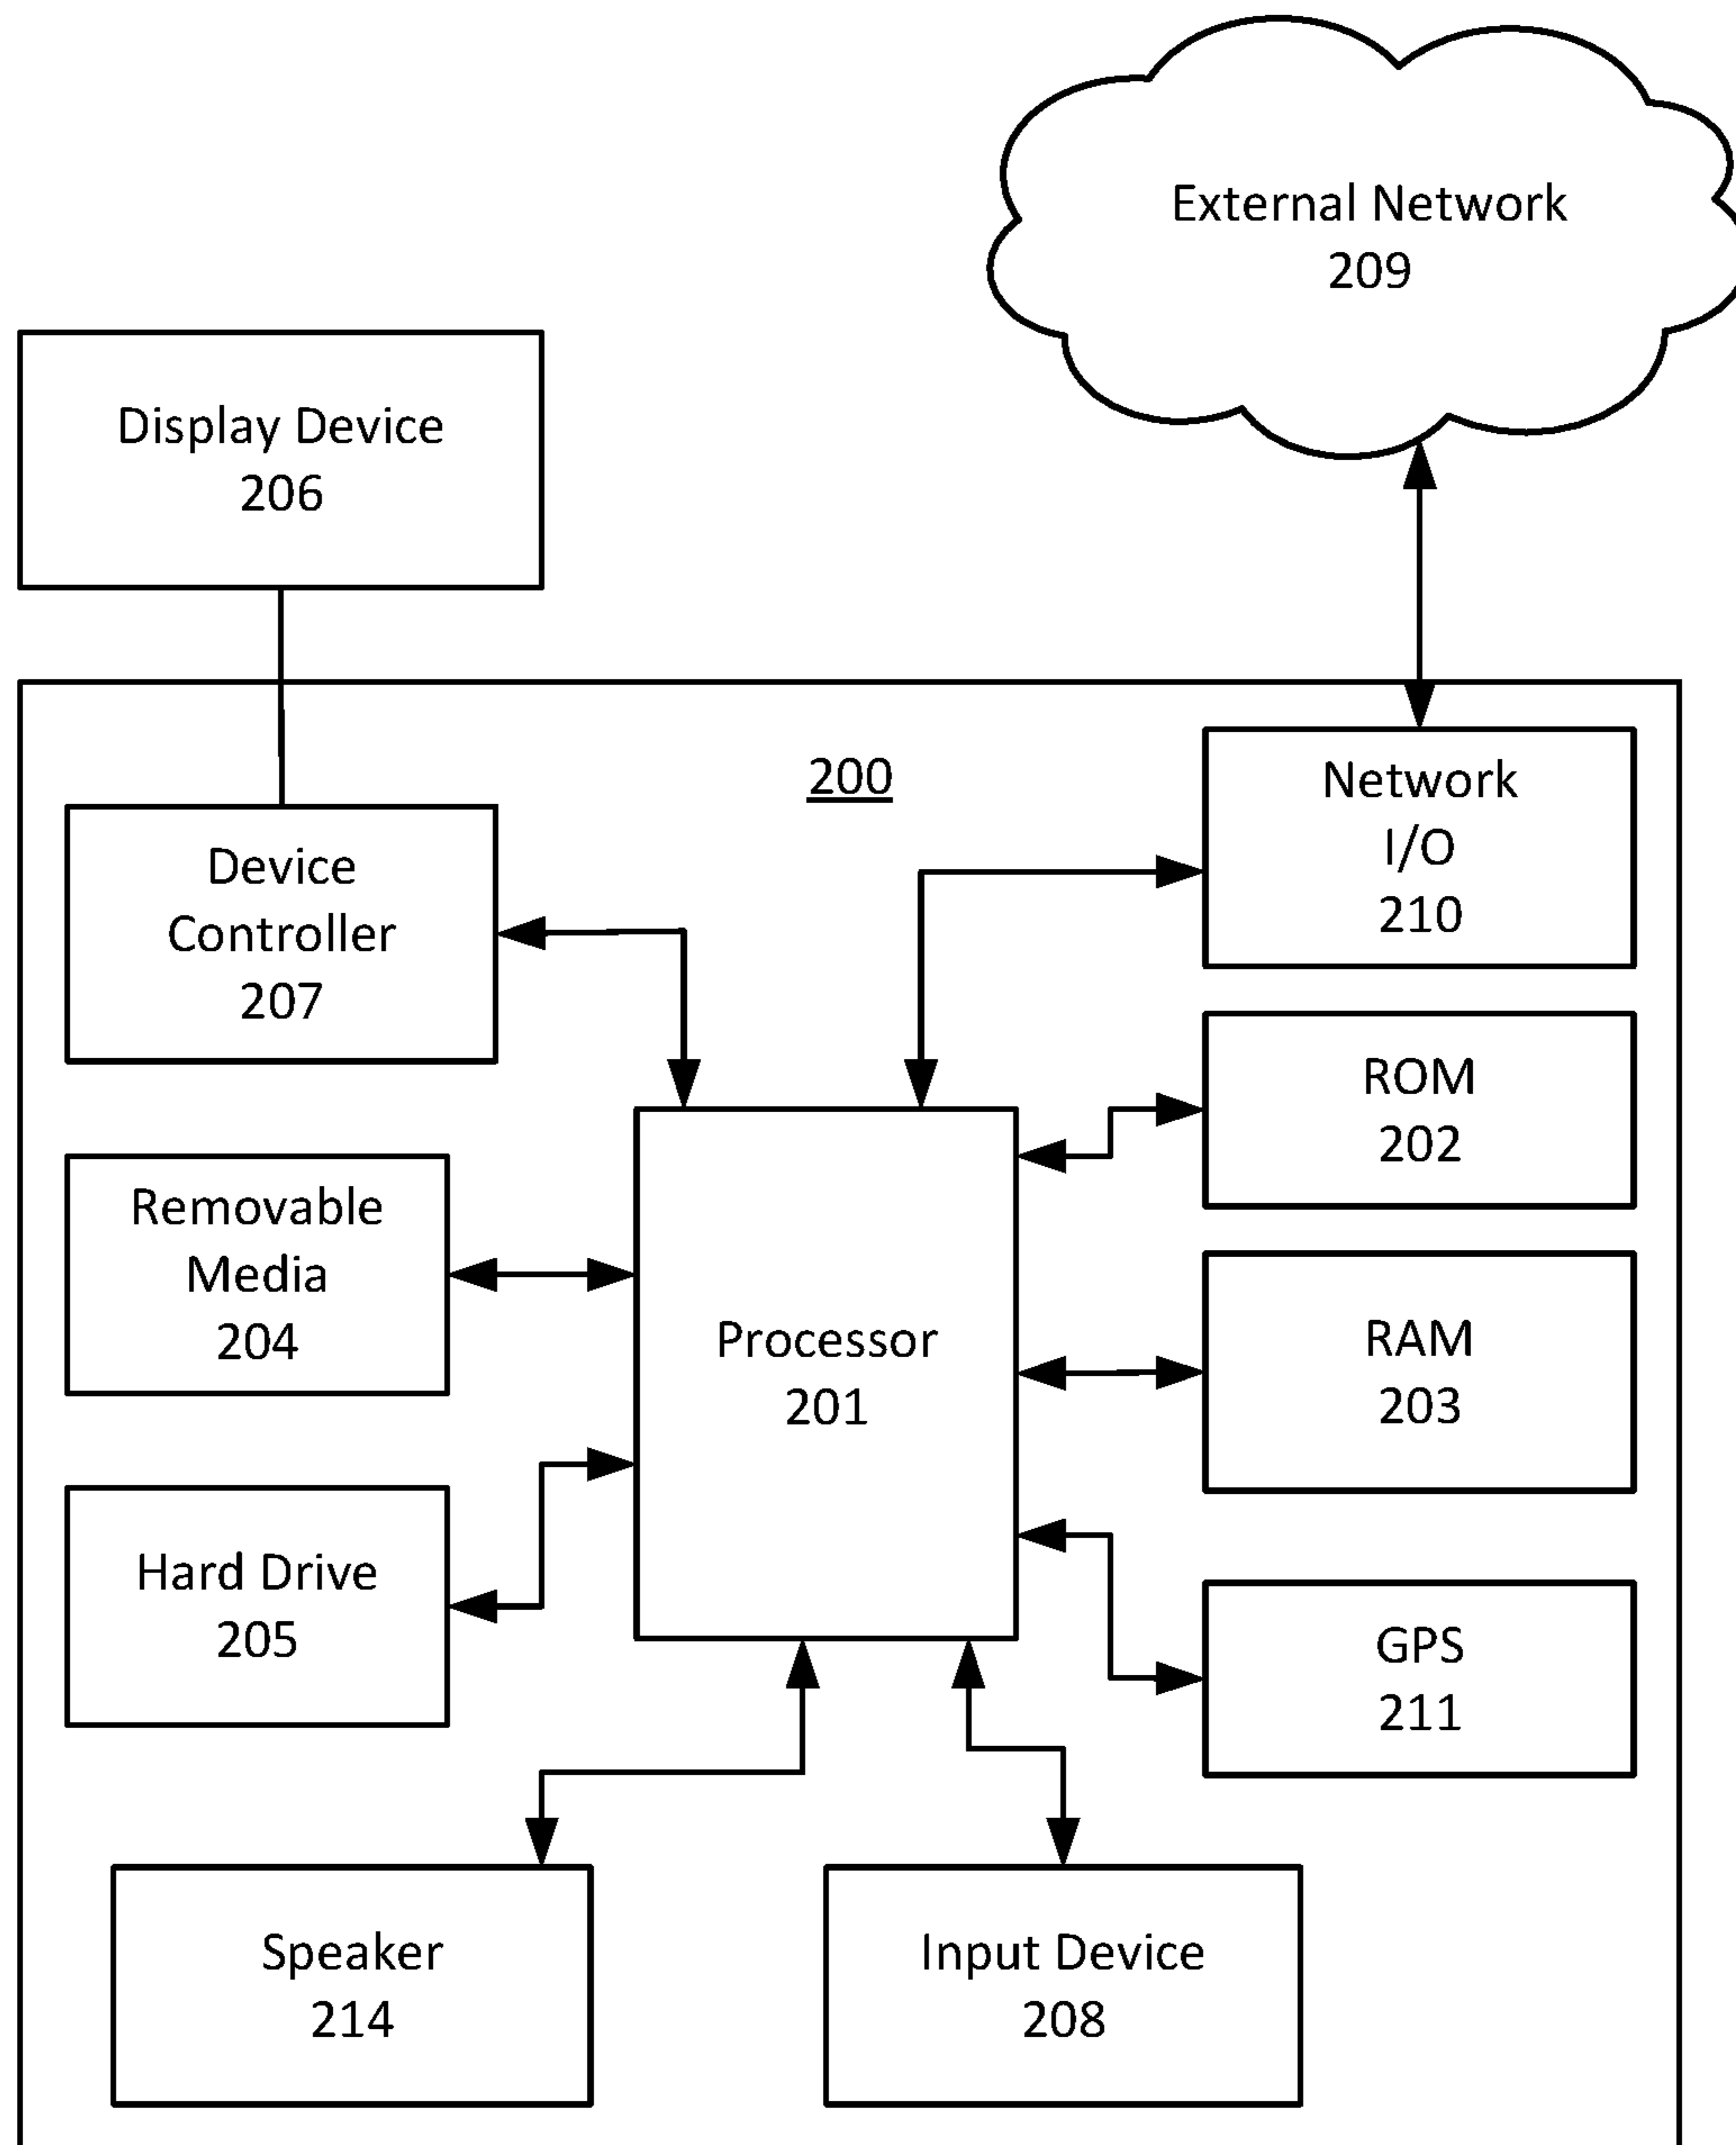 External Network
209
Display Device
206
200
Network
I/O
210
Device
Controller
207
ROM
202
Removable
Media
204
Processor
201
RAM
203
Hard Drive
205
GPS
211
Speaker
214
Input Device
208